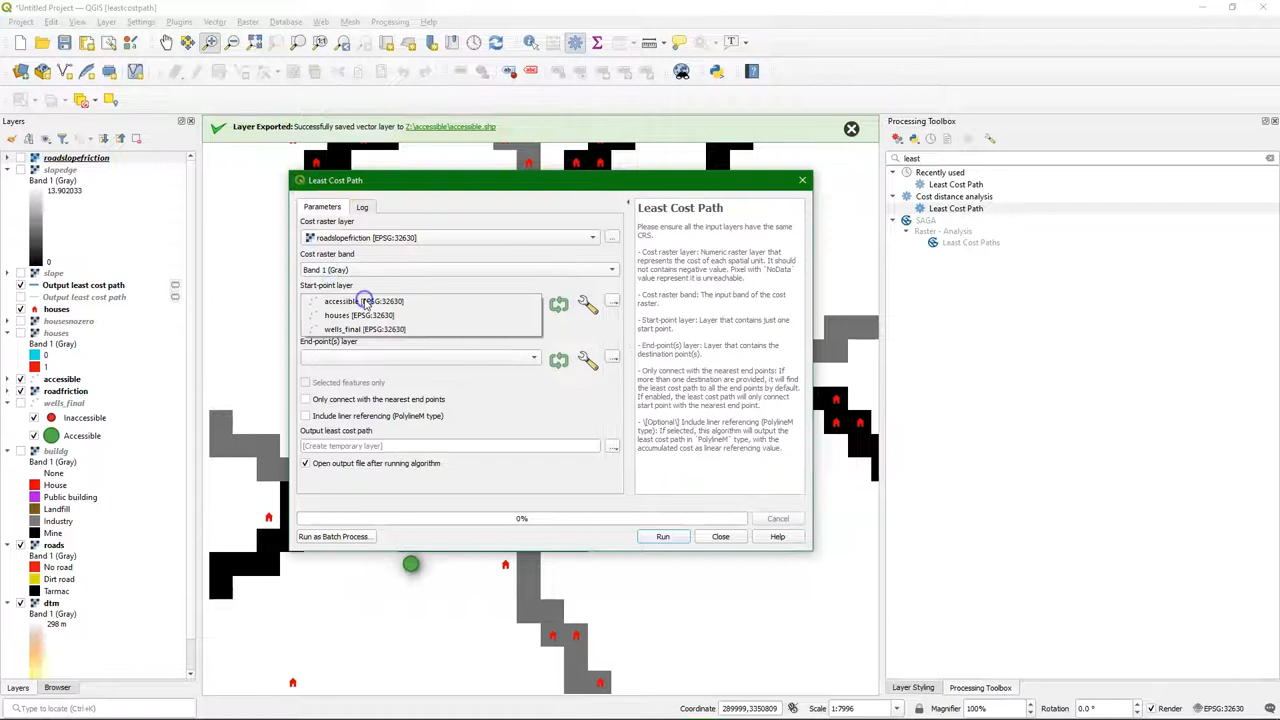 *Untitled Project — QGIS [leastcostpath]
Project Edit View Layer Settings Plugins Vector Raster Database Web Mesh Processing Help
Layers
roadslopefriction
slopedge
Band 1 (Gray)
13.902033
0
slope
Output least cost path
Output least cost path
houses
housesnozero
houses
Band 1 (Gray)
0
1
accessible
roadfriction
wells_final
Inaccessible
Accessible
buildg
Band 1 (Gray)
None
House
Public building
Landfill
Industry
Mine
roads
Band 1 (Gray)
No road
Dirt road
Tarmac
dtm
Band 1 (Gray)
298 m
Layers Browser
Layer Exported: Successfully saved vector layer to Z:\accessible\accessible.shp
Least Cost Path
Parameters Log
Cost raster layer
roadslopefriction [EPSG:32630]
Cost raster band
Band 1 (Gray)
Start-point layer
accessible [EPSG:32630]
houses [EPSG:32630]
wells_final [EPSG:32630]
End-point(s) layer
Selected features only
Only connect with the nearest end points
Include liner referencing (PolylineM type)
Output least cost path
[Create temporary layer]
Open output file after running algorithm
0%
Cancel
Run as Batch Process...
Run
Close
Help
Least Cost Path
Please ensure all the input layers have the same
CRS.
- Cost raster layer: Numeric raster layer that
represents the cost of each spatial unit. It should
not contains negative value. Pixel with `NoData`
value represent it is unreachable.
- Cost raster band: The input band of the cost
raster.
- Start-point layer: Layer that contains just one
start point.
- End-point(s) layer: Layer that contains the
destination point(s).
- Only connect with the nearest end points: If
more than one destination are provided, it will find
the least cost path to all the end points by default.
If enabled, the least cost path will only connect
start point with the nearest end point.
- \[Optional\] Include liner referencing (PolylineM
type): If selected, this algorithm will output the
least cost path in `PolylineM` type, with the
accumulated cost as linear referencing value.
Processing Toolbox
least
Recently used
Least Cost Path
Cost distance analysis
Least Cost Path
SAGA
Raster - Analysis
Least Cost Paths
Layer Styling Processing Toolbox
Type to locate (Ctrl+K)
Coordinate 289999,3350809
Scale 1:7996
Magnifier 100%
Rotation 0.0 °
Render
EPSG:32630